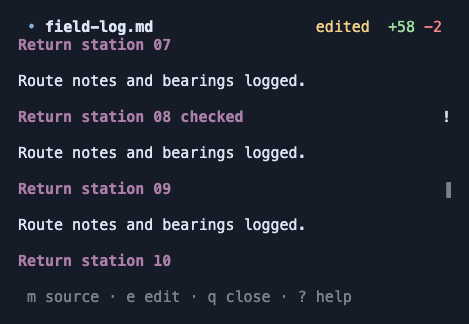 • field-log.md edited +58 -2
Return station 07
Route notes and bearings logged.
Return station 08 checked !
Route notes and bearings logged.
Return station 09
Route notes and bearings logged.
Return station 10
m source · e edit · q close · ? help